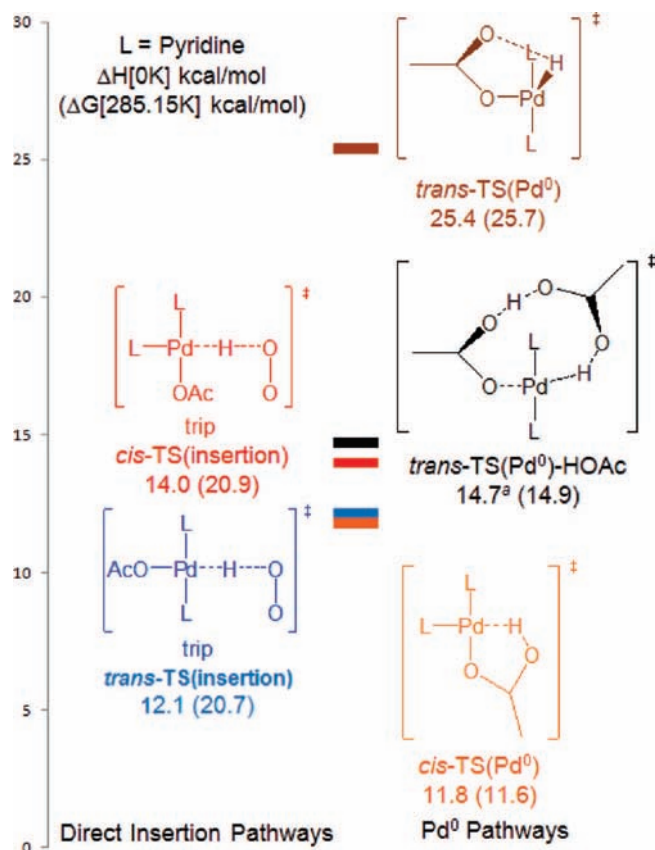 30
25
20
15
10
5
0
L = Pyridine
ΔH[0K] kcal/mol
(ΔG[285.15K] kcal/mol)
‡
O
L
H
O
Pd
L
trans-TS(Pd⁰)
25.4 (25.7)
‡
L
L
Pd
H
O
OAc
O
trip
cis-TS(insertion)
14.0 (20.9)
‡
H
O
O
L
O
H
O
Pd
L
trans-TS(Pd⁰)-HOAc
14.7ᵃ (14.9)
‡
L
AcO
Pd
H
O
L
O
trip
trans-TS(insertion)
12.1 (20.7)
‡
L
L
Pd
H
O
O
cis-TS(Pd⁰)
11.8 (11.6)
Direct Insertion Pathways
Pd⁰ Pathways